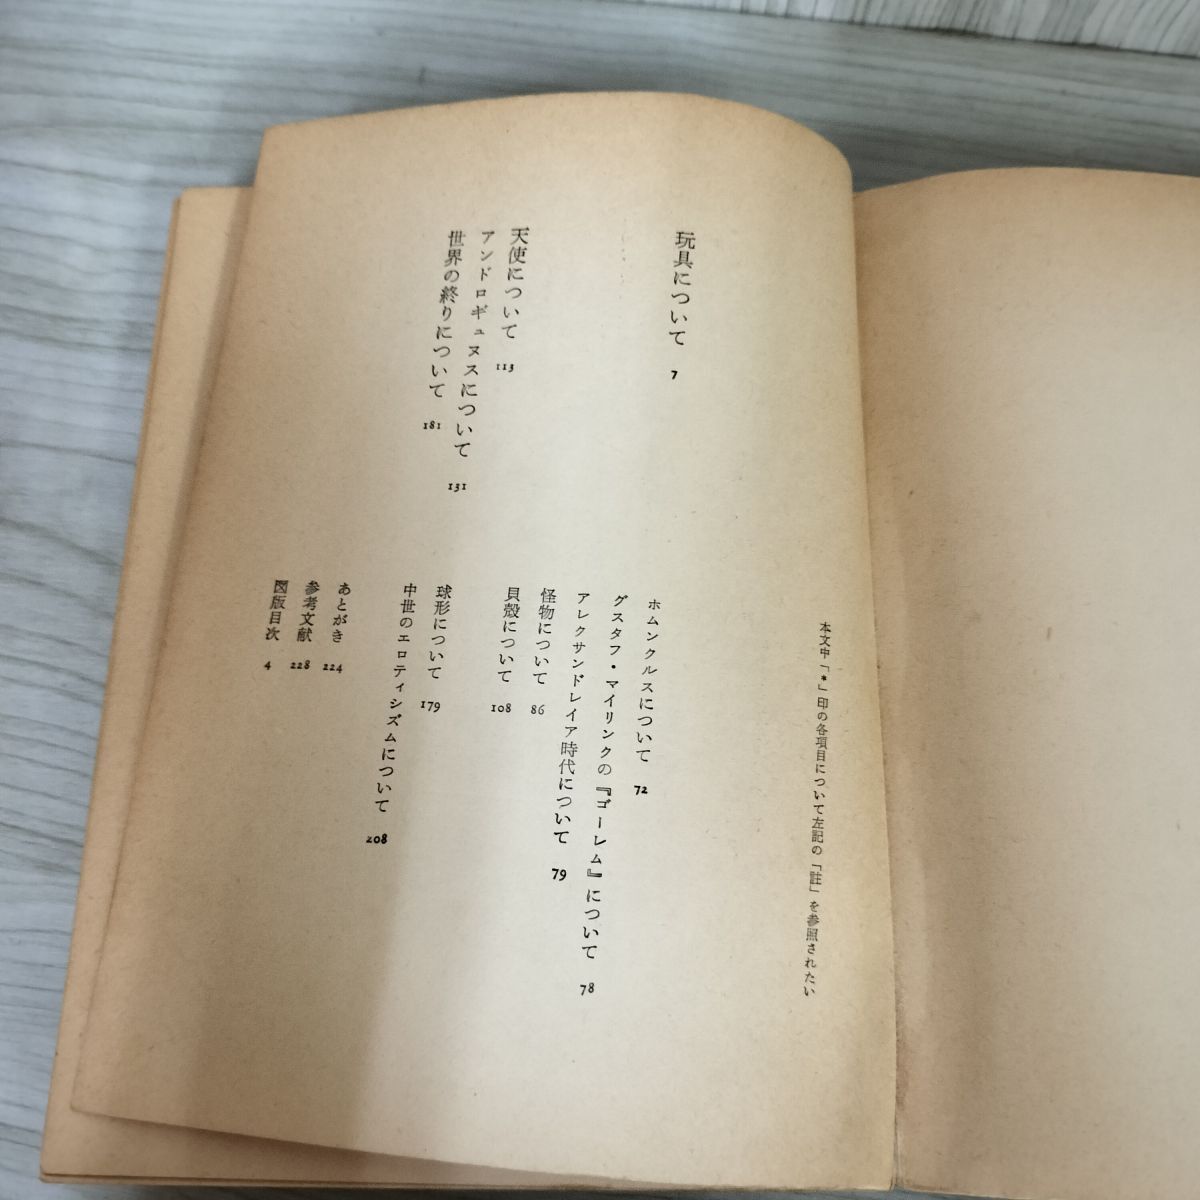 本文中「*」印の各項目について左記の「註」を参照されたい
玩具について 7
ホムンクルスについて 72
グスタフ・マイリンクの『ゴーレム』について 78
アレクサンドレイア時代について 79
怪物について 86
貝殻について 108
天使について 113
アンドロギュヌスについて 131
世界の終りについて 181
球形について 179
中世のエロティシズムについて 208
あとがき 224
参考文献 228
図版目次 4